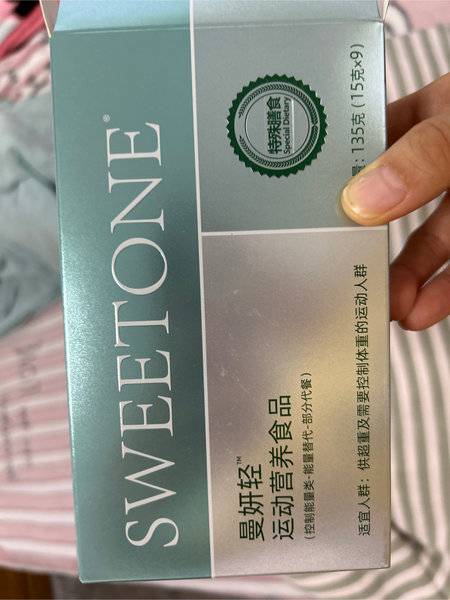 SWEETONE®
特殊膳食
Special Dietary
量：135克 (15克×9)
曼妍轻™
运动营养食品
（控制能量类-能量替代-部分代餐）
适宜人群：供超重及需要控制体重的运动人群